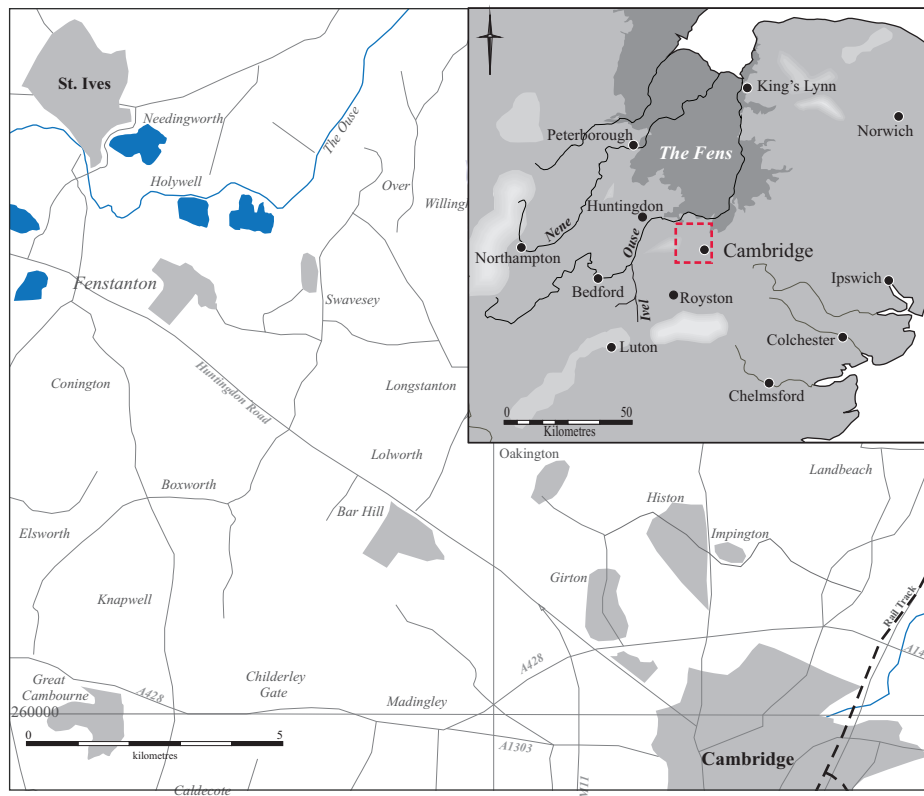 St. Ives
Needingworth
The Ouse
Holywell
Over
Willingh
Fenstanton
Swavesey
Conington
Huntingdon Road
Longstanton
Lolworth
Boxworth
Bar Hill
Elsworth
Knapwell
Oakington
Landbeach
Histon
Impington
Girton
Rail Track
A14
A428
Great
Cambourne
A428
Childerley
Gate
Madingley
260000
0 5
kilometres
A1303
M11
Cambridge
Caldecote
King's Lynn
Norwich
Peterborough
The Fens
Huntingdon
Nene
Ouse
Northampton
Cambridge
Bedford
Ivel
Royston
Ipswich
Luton
Colchester
Chelmsford
0 50
Kilometres